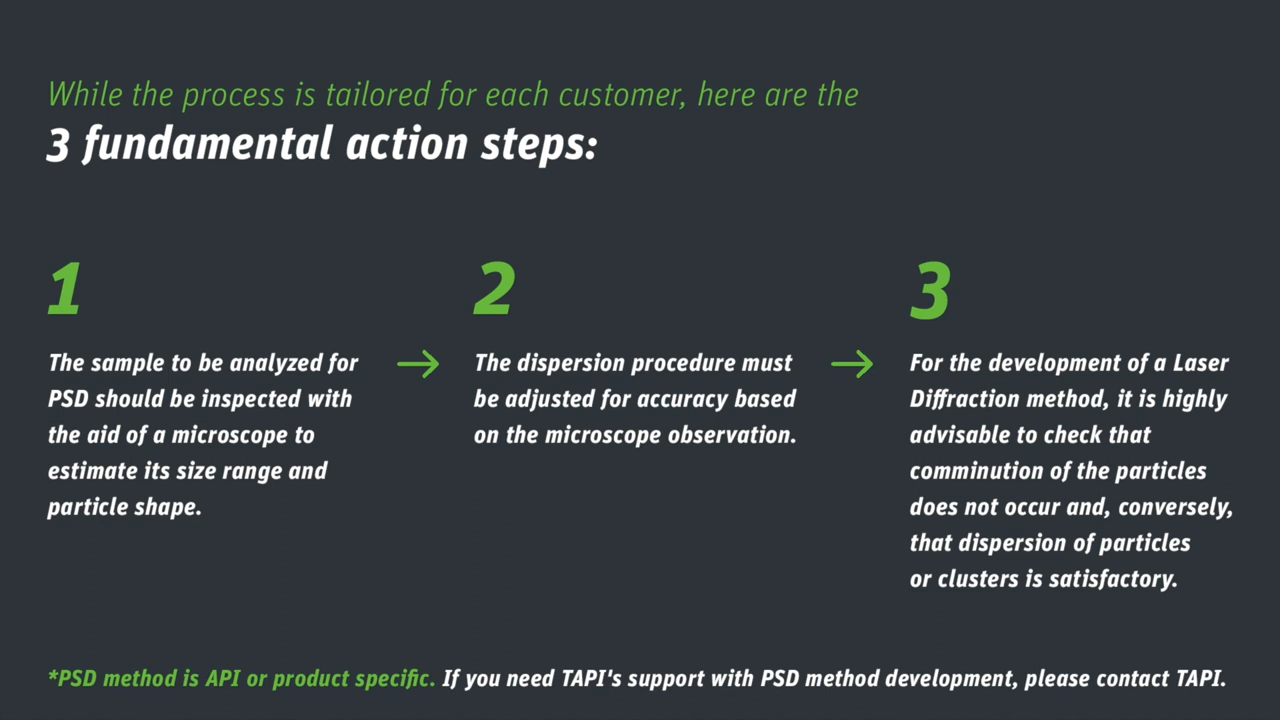 While the process is tailored for each customer, here are the
3 fundamental action steps:
1
The sample to be analyzed for
PSD should be inspected with
the aid of a microscope to
estimate its size range and
particle shape.
2
The dispersion procedure must
be adjusted for accuracy based
on the microscope observation.
3
For the development of a Laser
Diffraction method, it is highly
advisable to check that
comminution of the particles
does not occur and, conversely,
that dispersion of particles
or clusters is satisfactory.
*PSD method is API or product specific. If you need TAPI's support with PSD method development, please contact TAPI.